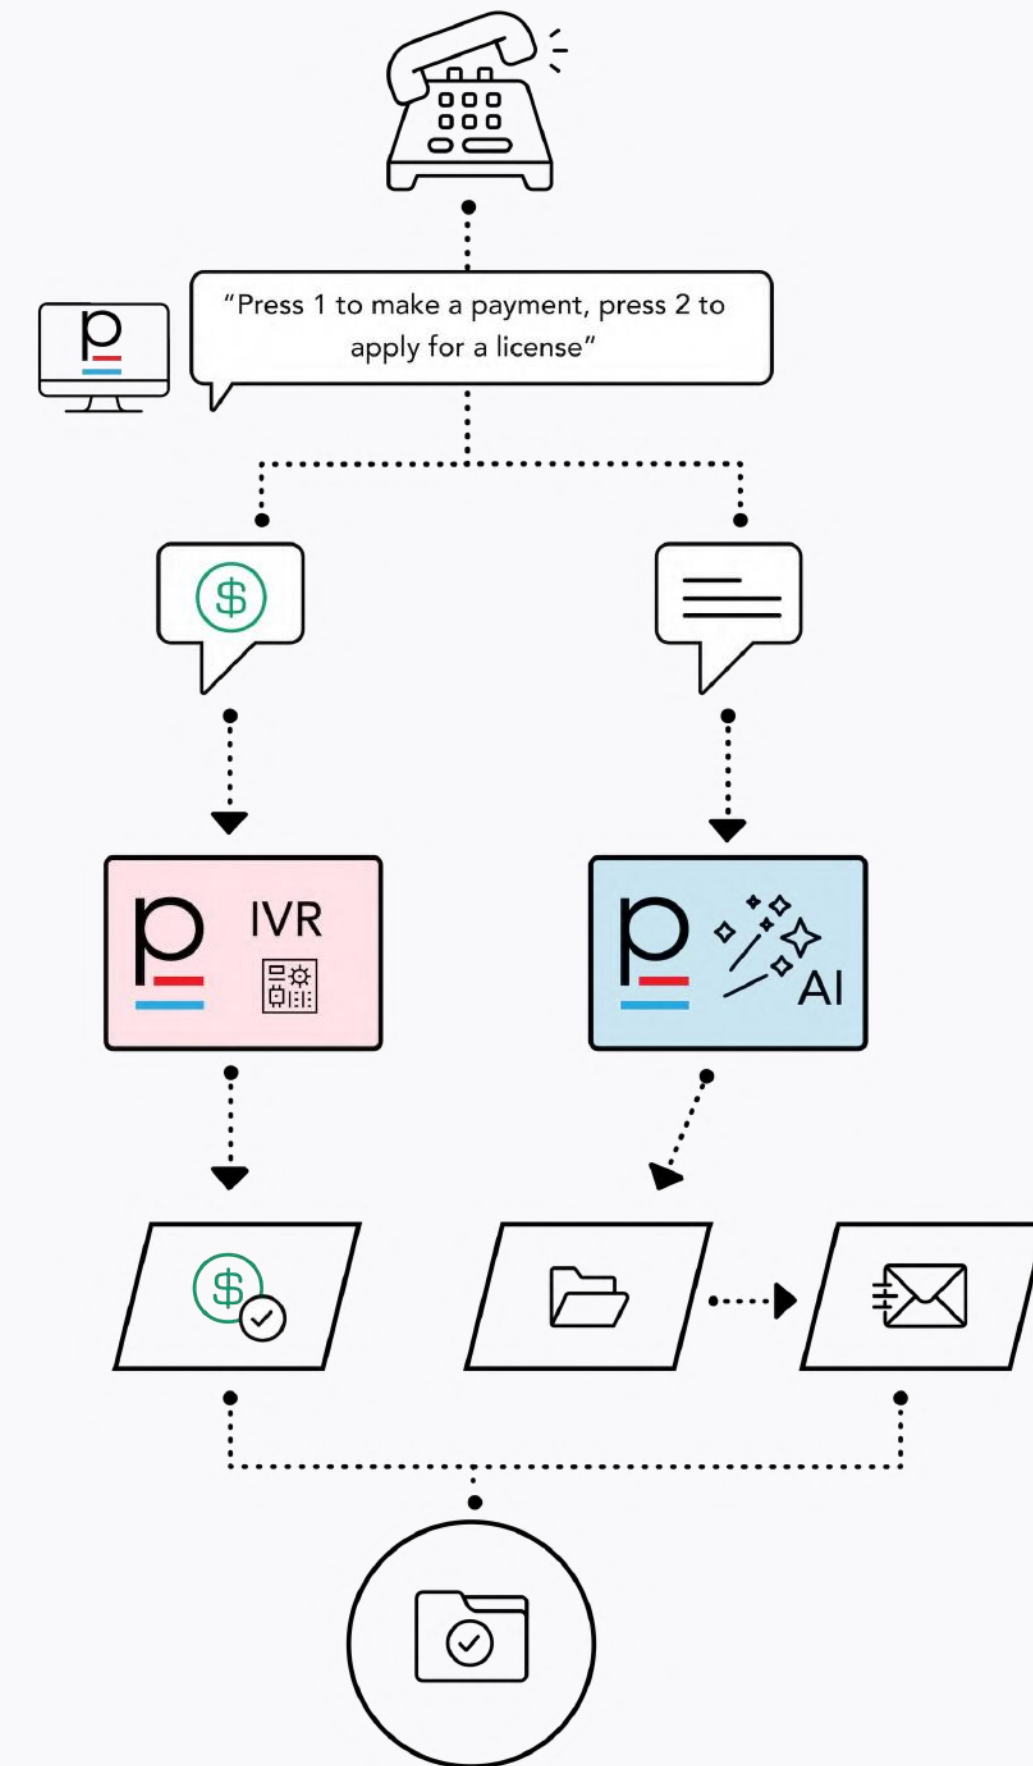 “Press 1 to make a payment, press 2 to
apply for a license”
$
p
IVR
p
AI
p
$